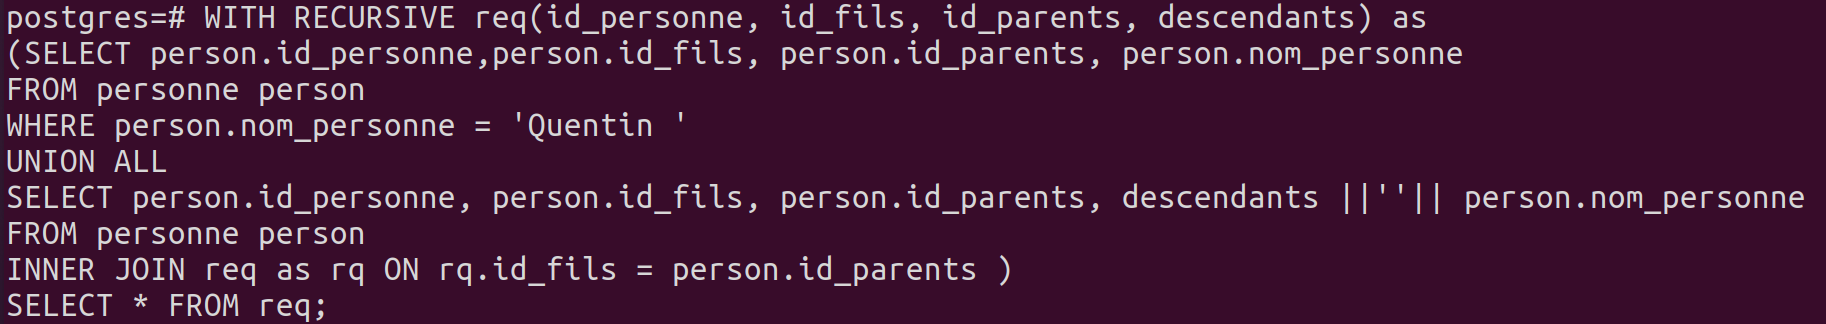 postgres=# WITH RECURSIVE req(id_personne, id_fils, id_parents, descendants) as
(SELECT person.id_personne,person.id_fils, person.id_parents, person.nom_personne
FROM personne person
WHERE person.nom_personne = 'Quentin '
UNION ALL
SELECT person.id_personne, person.id_fils, person.id_parents, descendants ||''|| person.nom_personne
FROM personne person
INNER JOIN req as rq ON rq.id_fils = person.id_parents )
SELECT * FROM req;